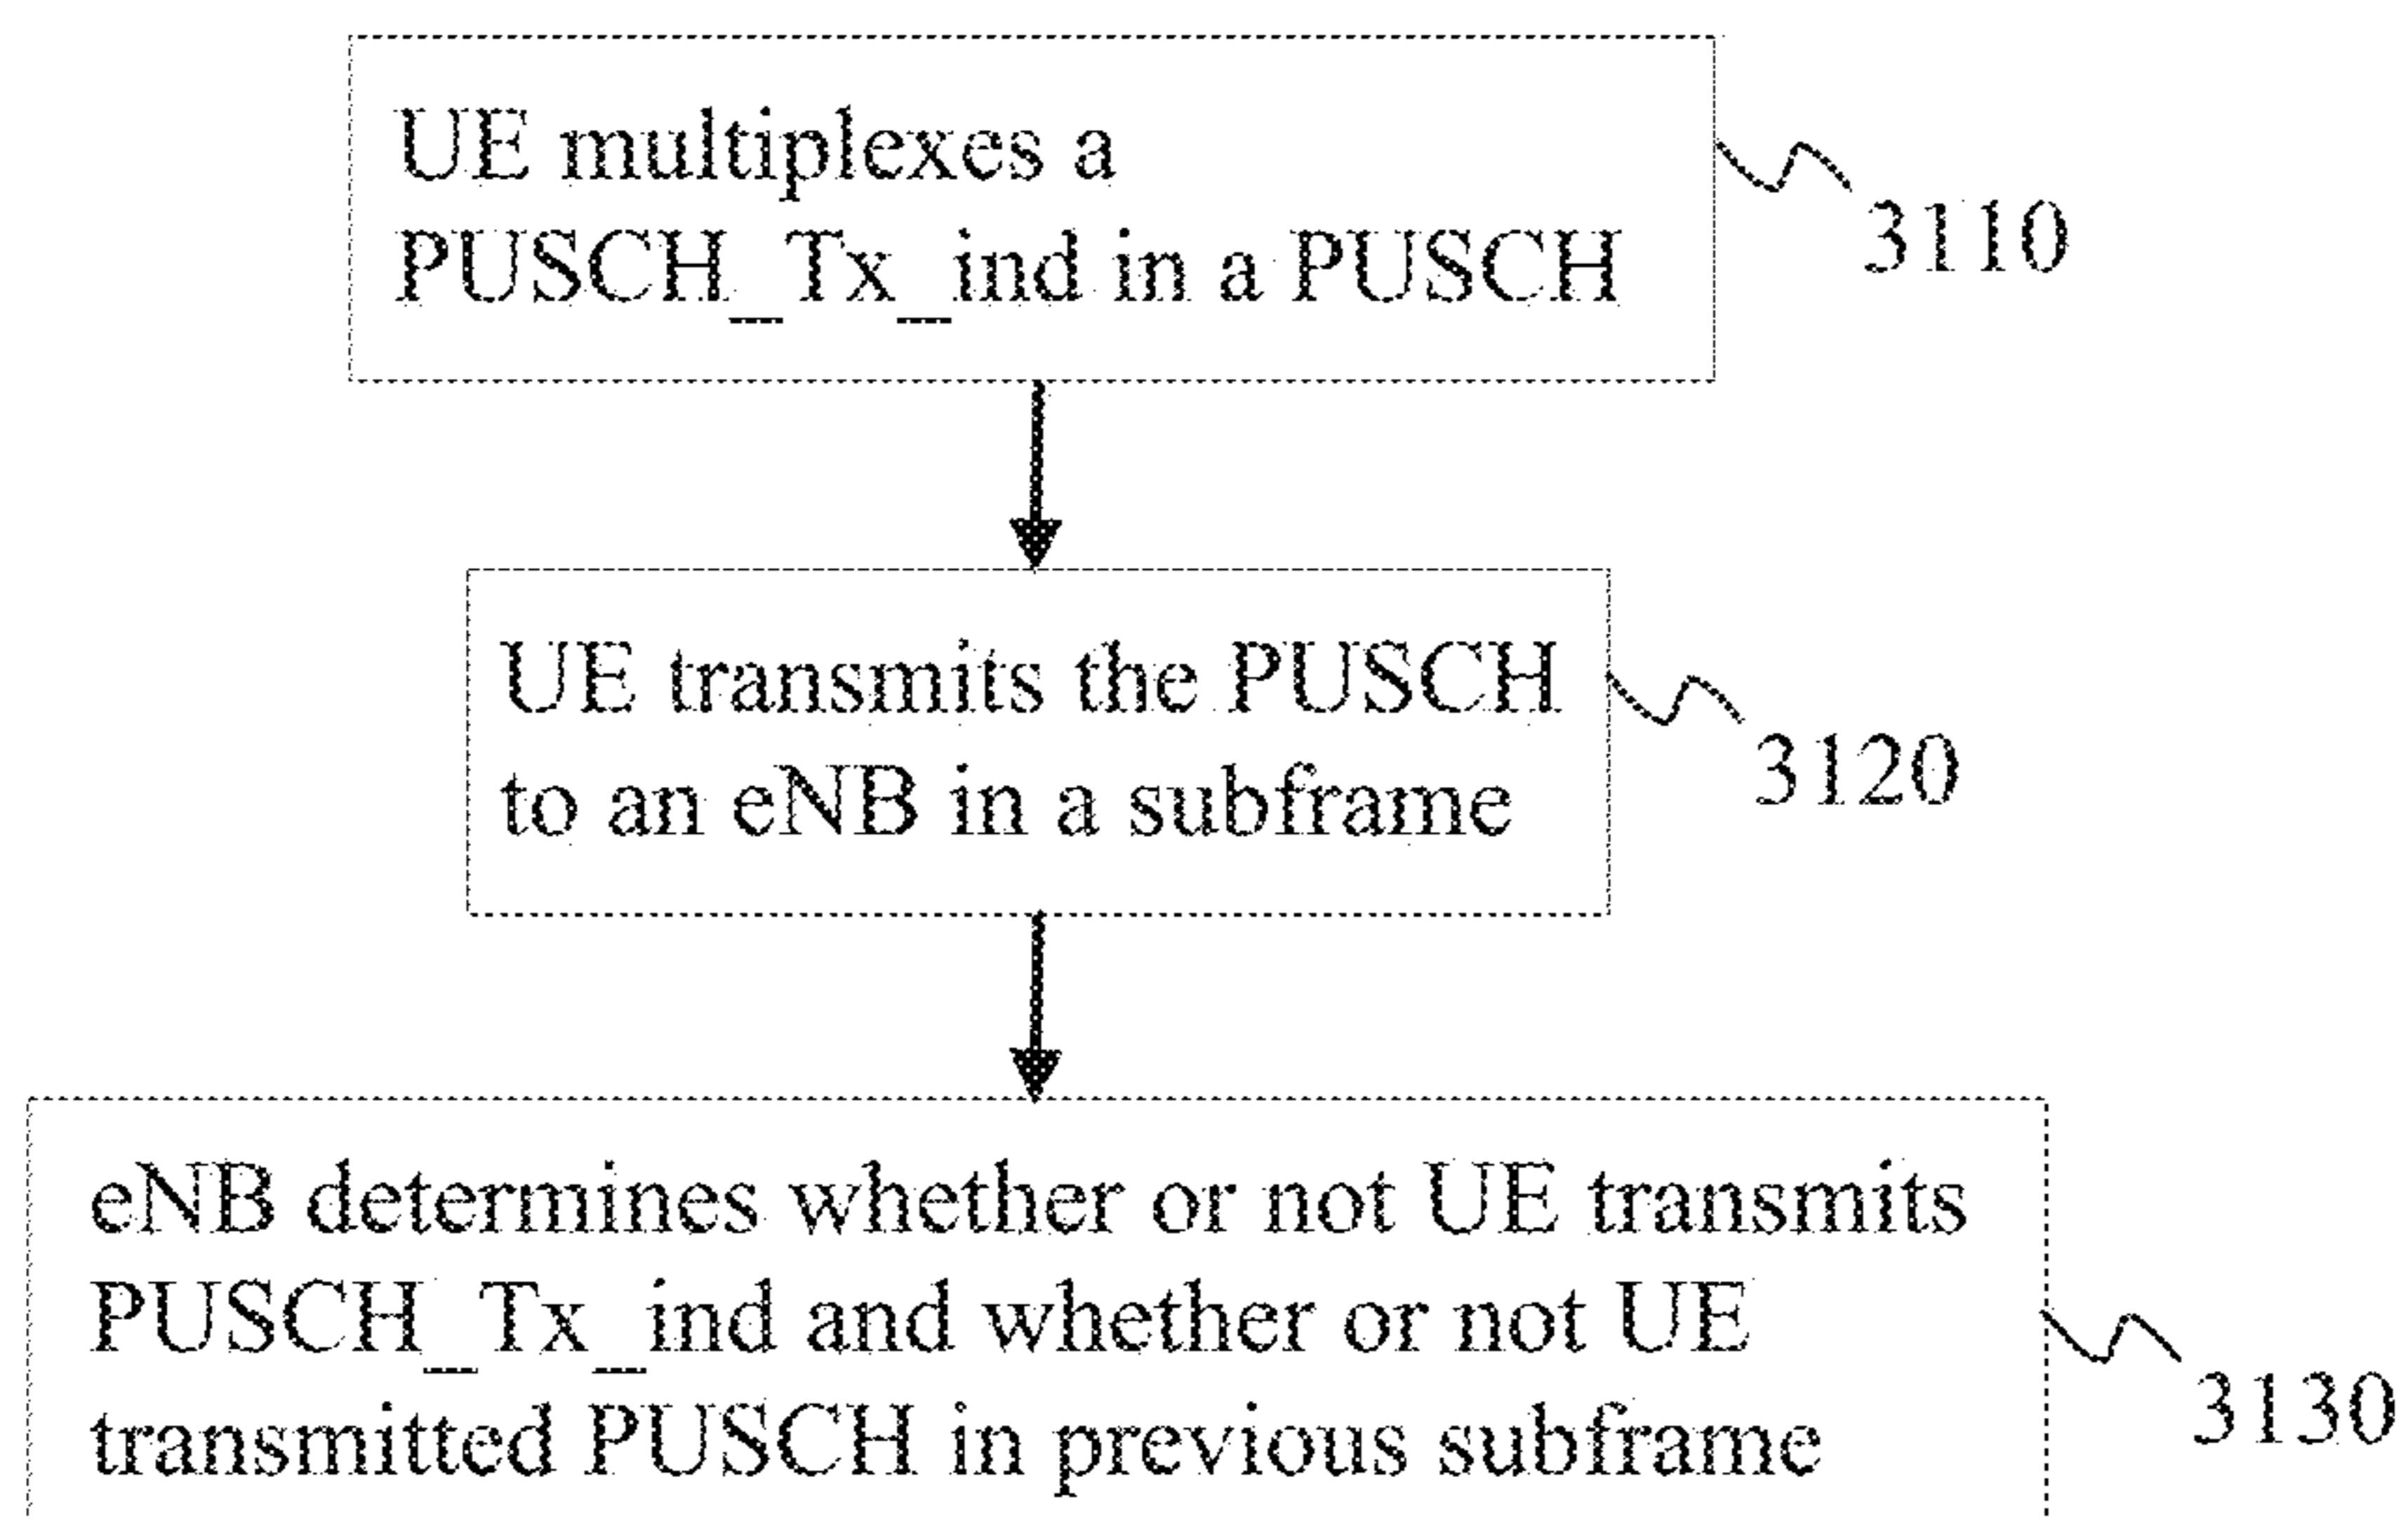 UE multiplexes a
PUSCH_Tx_ind in a PUSCH
3110
UE transmits the PUSCH
to an eNB in a subframe
3120
eNB determines whether or not UE transmits
PUSCH_Tx_ind and whether or not UE
transmitted PUSCH in previous subframe
3130